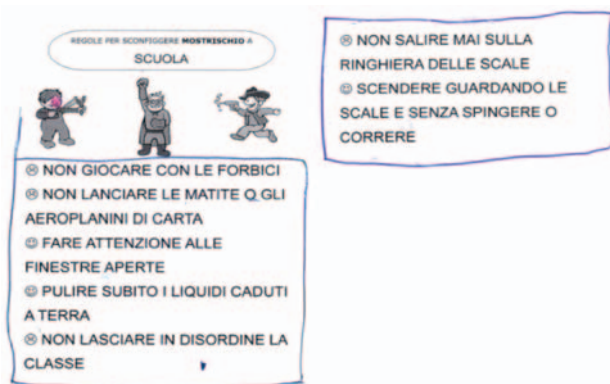 REGOLE PER SCONFIGGERE MOSTRISCHIO A
SCUOLA
☹ NON GIOCARE CON LE FORBICI
☹ NON LANCIARE LE MATITE O GLI
AEROPLANINI DI CARTA
☺ FARE ATTENZIONE ALLE
FINESTRE APERTE
☺ PULIRE SUBITO I LIQUIDI CADUTI
A TERRA
☹ NON LASCIARE IN DISORDINE LA
CLASSE
☹ NON SALIRE MAI SULLA
RINGHIERA DELLE SCALE
☺ SCENDERE GUARDANDO LE
SCALE E SENZA SPINGERE O
CORRERE